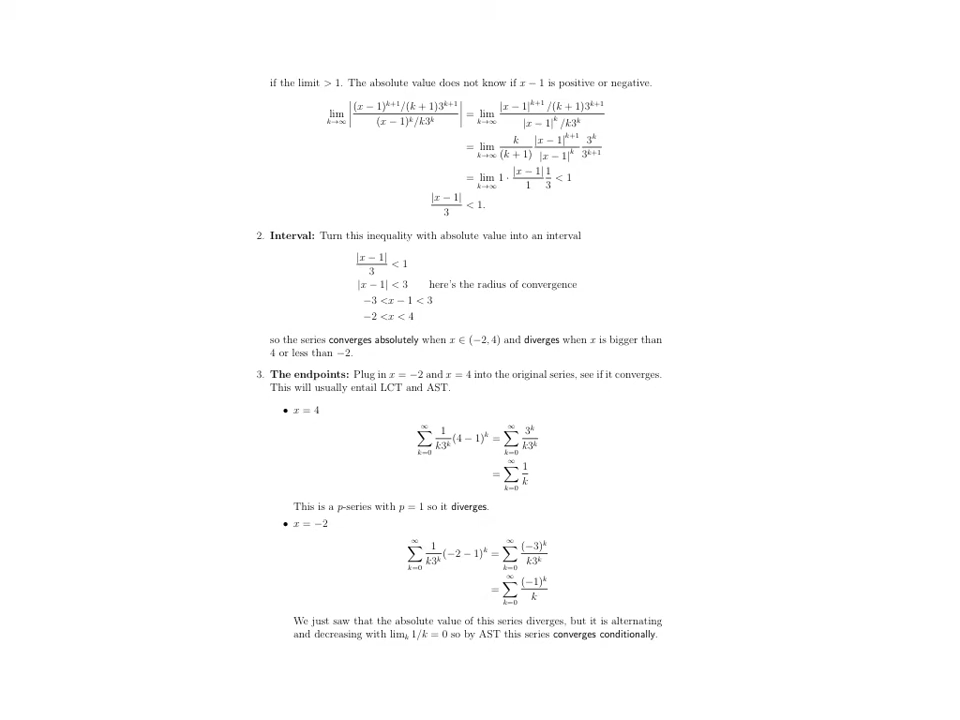 if the limit > 1. The absolute value does not know if x − 1 is positive or negative.
lim_{k→∞} |((x − 1)^{k+1}/(k + 1)3^{k+1})/((x − 1)^k/k3^k)| = lim_{k→∞} (|x − 1|^{k+1}/(k + 1)3^{k+1})/(|x − 1|^k/k3^k)
= lim_{k→∞} k/(k + 1) |x − 1|^{k+1}/|x − 1|^k 3^k/3^{k+1}
= lim_{k→∞} 1 · |x − 1|/1 1/3 < 1
|x − 1|/3 < 1.
2. Interval: Turn this inequality with absolute value into an interval
|x − 1|/3 < 1
|x − 1| < 3 here's the radius of convergence
−3 <x − 1 < 3
−2 <x < 4
so the series converges absolutely when x ∈ (−2, 4) and diverges when x is bigger than
4 or less than −2.
3. The endpoints: Plug in x = −2 and x = 4 into the original series, see if it converges.
This will usually entail LCT and AST.
• x = 4
∑_{k=0}^{∞} 1/k3^k (4 − 1)^k = ∑_{k=0}^{∞} 3^k/k3^k
= ∑_{k=0}^{∞} 1/k
This is a p-series with p = 1 so it diverges.
• x = −2
∑_{k=0}^{∞} 1/k3^k (−2 − 1)^k = ∑_{k=0}^{∞} (−3)^k/k3^k
= ∑_{k=0}^{∞} (−1)^k/k
We just saw that the absolute value of this series diverges, but it is alternating
and decreasing with lim_k 1/k = 0 so by AST this series converges conditionally.